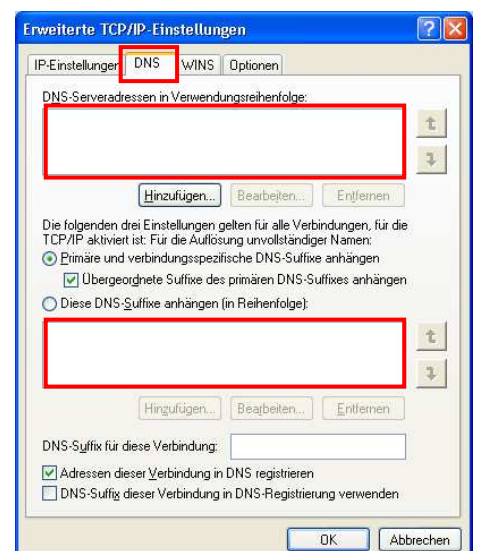 Erweiterte TCP/IP-Einstellungen
IP-Einstellungen DNS WINS Optionen
DNS-Serveradressen in Verwendungsreihenfolge:
Hinzufügen... Bearbeiten... Entfernen
Die folgenden drei Einstellungen gelten für alle Verbindungen, für die
TCP/IP aktiviert ist: Für die Auflösung unvollständiger Namen:
Primäre und verbindungsspezifische DNS-Suffixe anhängen
Übergeordnete Suffixe des primären DNS-Suffixes anhängen
Diese DNS-Suffixe anhängen (in Reihenfolge):
Hinzufügen... Bearbeiten... Entfernen
DNS-Suffix für diese Verbindung:
Adressen dieser Verbindung in DNS registrieren
DNS-Suffix dieser Verbindung in DNS-Registrierung verwenden
OK Abbrechen